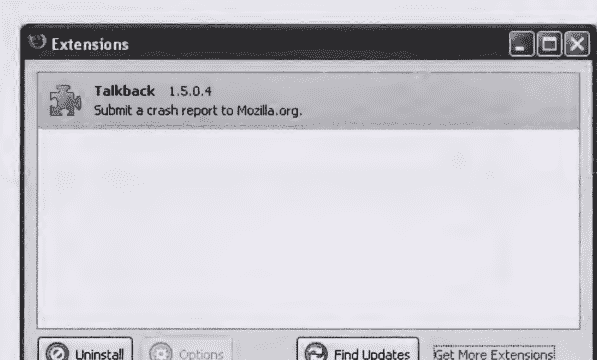 Extensions
Talkback 1.5.0.4
Submit a crash report to Mozilla.org.
Uninstall Options Find Updates Get More Extensions